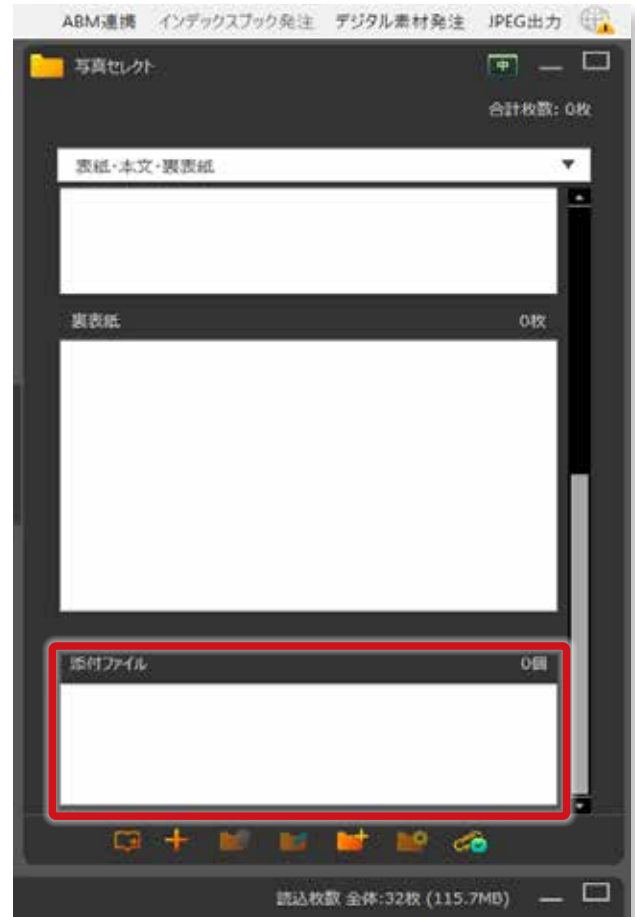 ABM連携 インデックスブック発注 デジタル素材発注 JPEG出力
写真セレクト 中
合計枚数: 0枚
表紙・本文・裏表紙
裏表紙 0枚
添付ファイル 0個
読込枚数 全体:32枚 (115.7MB)